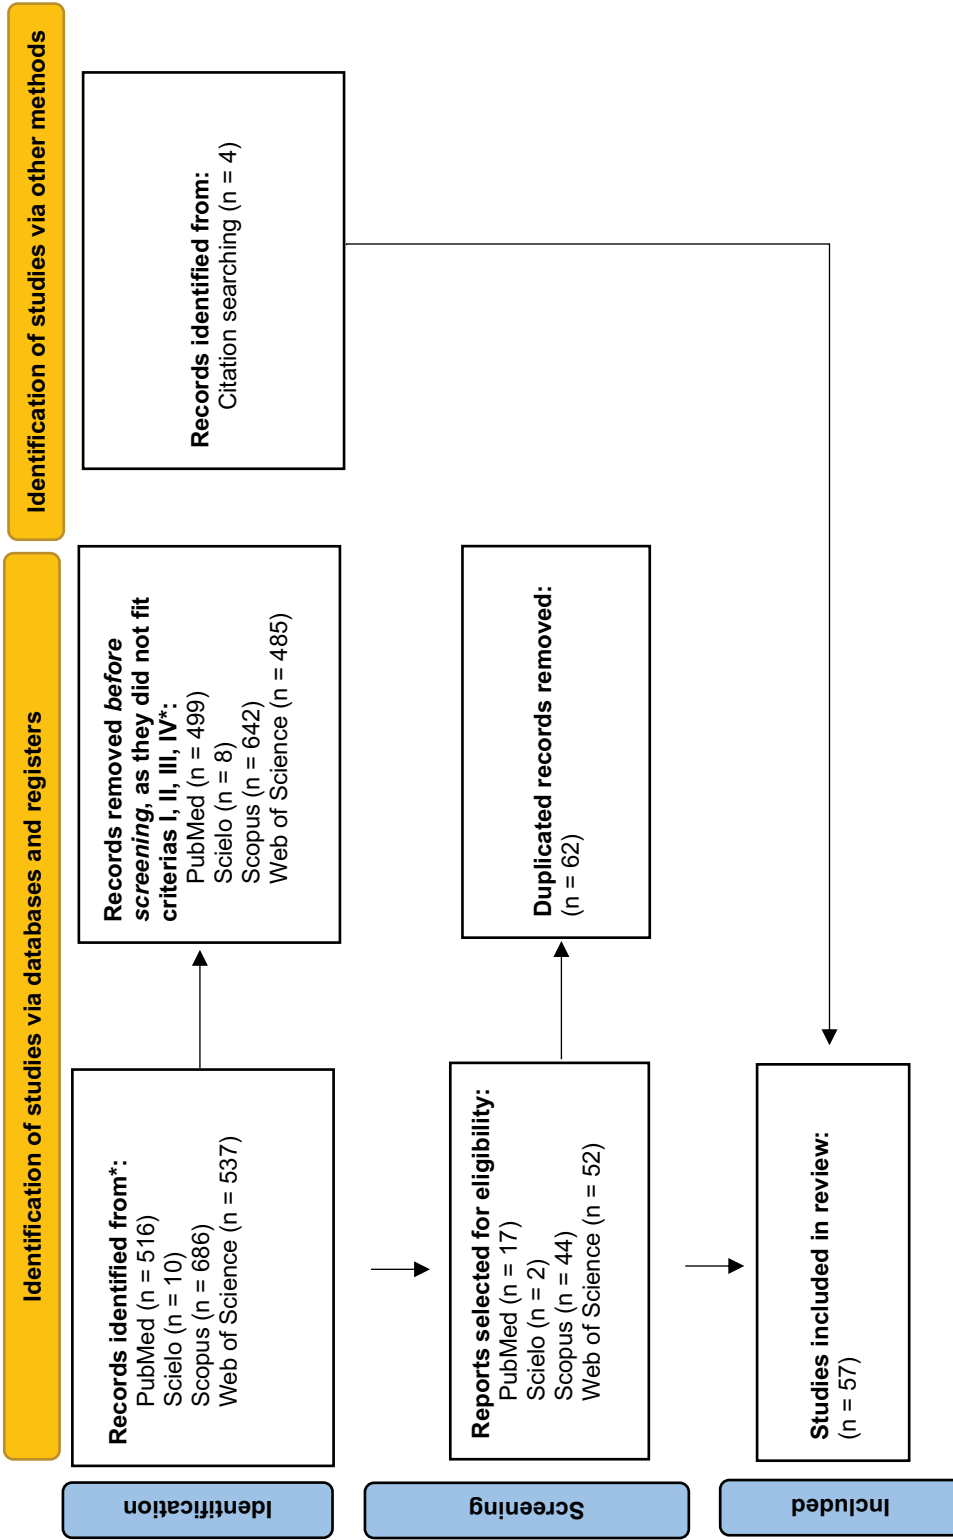 Identification of studies via databases and registers
Identification of studies via other methods
Identification
Records identified from*:
PubMed (n = 516)
Scielo (n = 10)
Scopus (n = 686)
Web of Science (n = 537)
Records removed before
screening, as they did not fit
criterias I, II, III, IV*:
PubMed (n = 499)
Scielo (n = 8)
Scopus (n = 642)
Web of Science (n = 485)
Records identified from:
Citation searching (n = 4)
Screening
Reports selected for eligibility:
PubMed (n = 17)
Scielo (n = 2)
Scopus (n = 44)
Web of Science (n = 52)
Duplicated records removed:
(n = 62)
Included
Studies included in review:
(n = 57)